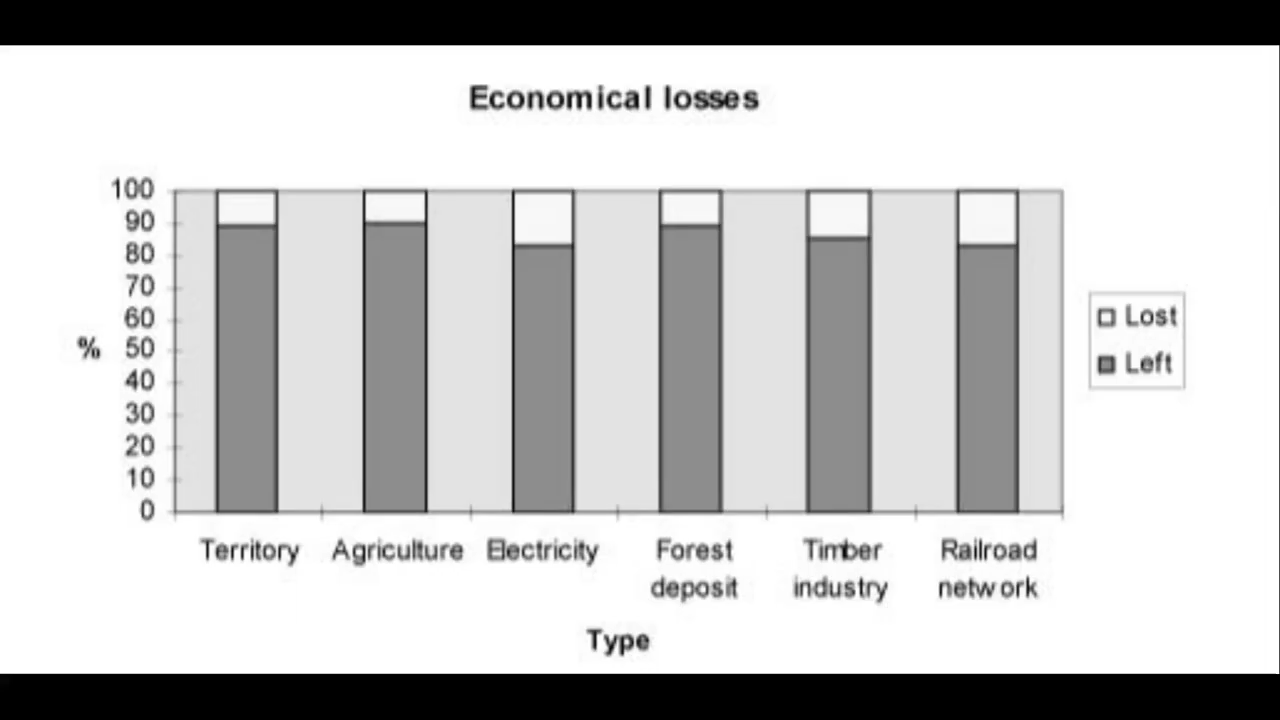 Economical losses
100
90
80
70
60
50
40
30
20
10
0
%
Territory Agriculture Electricity Forest deposit Timber industry Railroad network
Type
Lost
Left